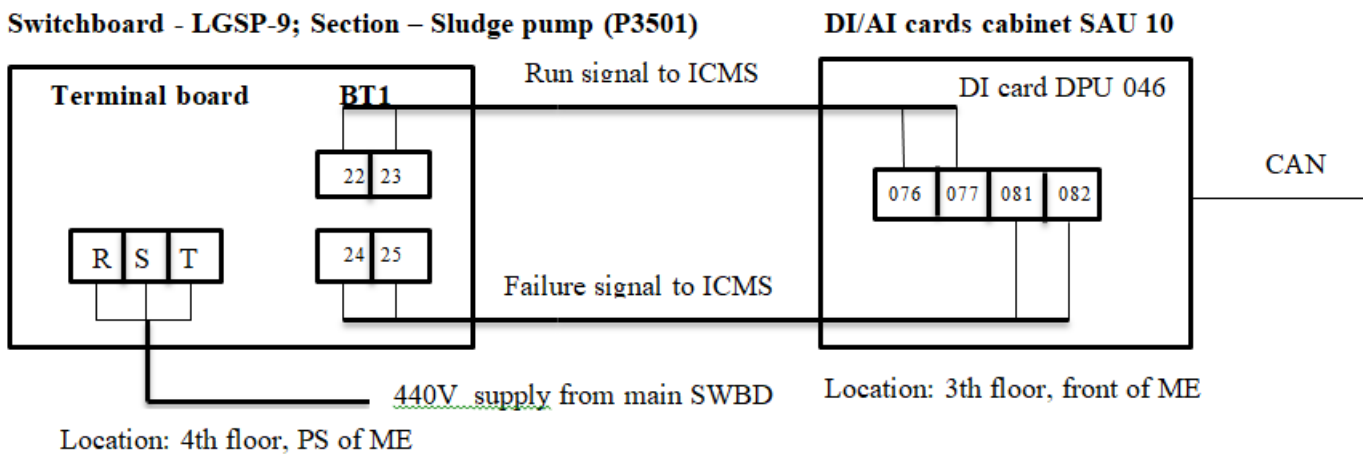 Switchboard - LGSP-9; Section – Sludge pump (P3501)
DI/AI cards cabinet SAU 10
Run signal to ICMS
Terminal board
BT1
DI card DPU 046
22 23
CAN
076 077 081 082
R S T
24 25
Failure signal to ICMS
440V supply from main SWBD
Location: 3th floor, front of ME
Location: 4th floor, PS of ME